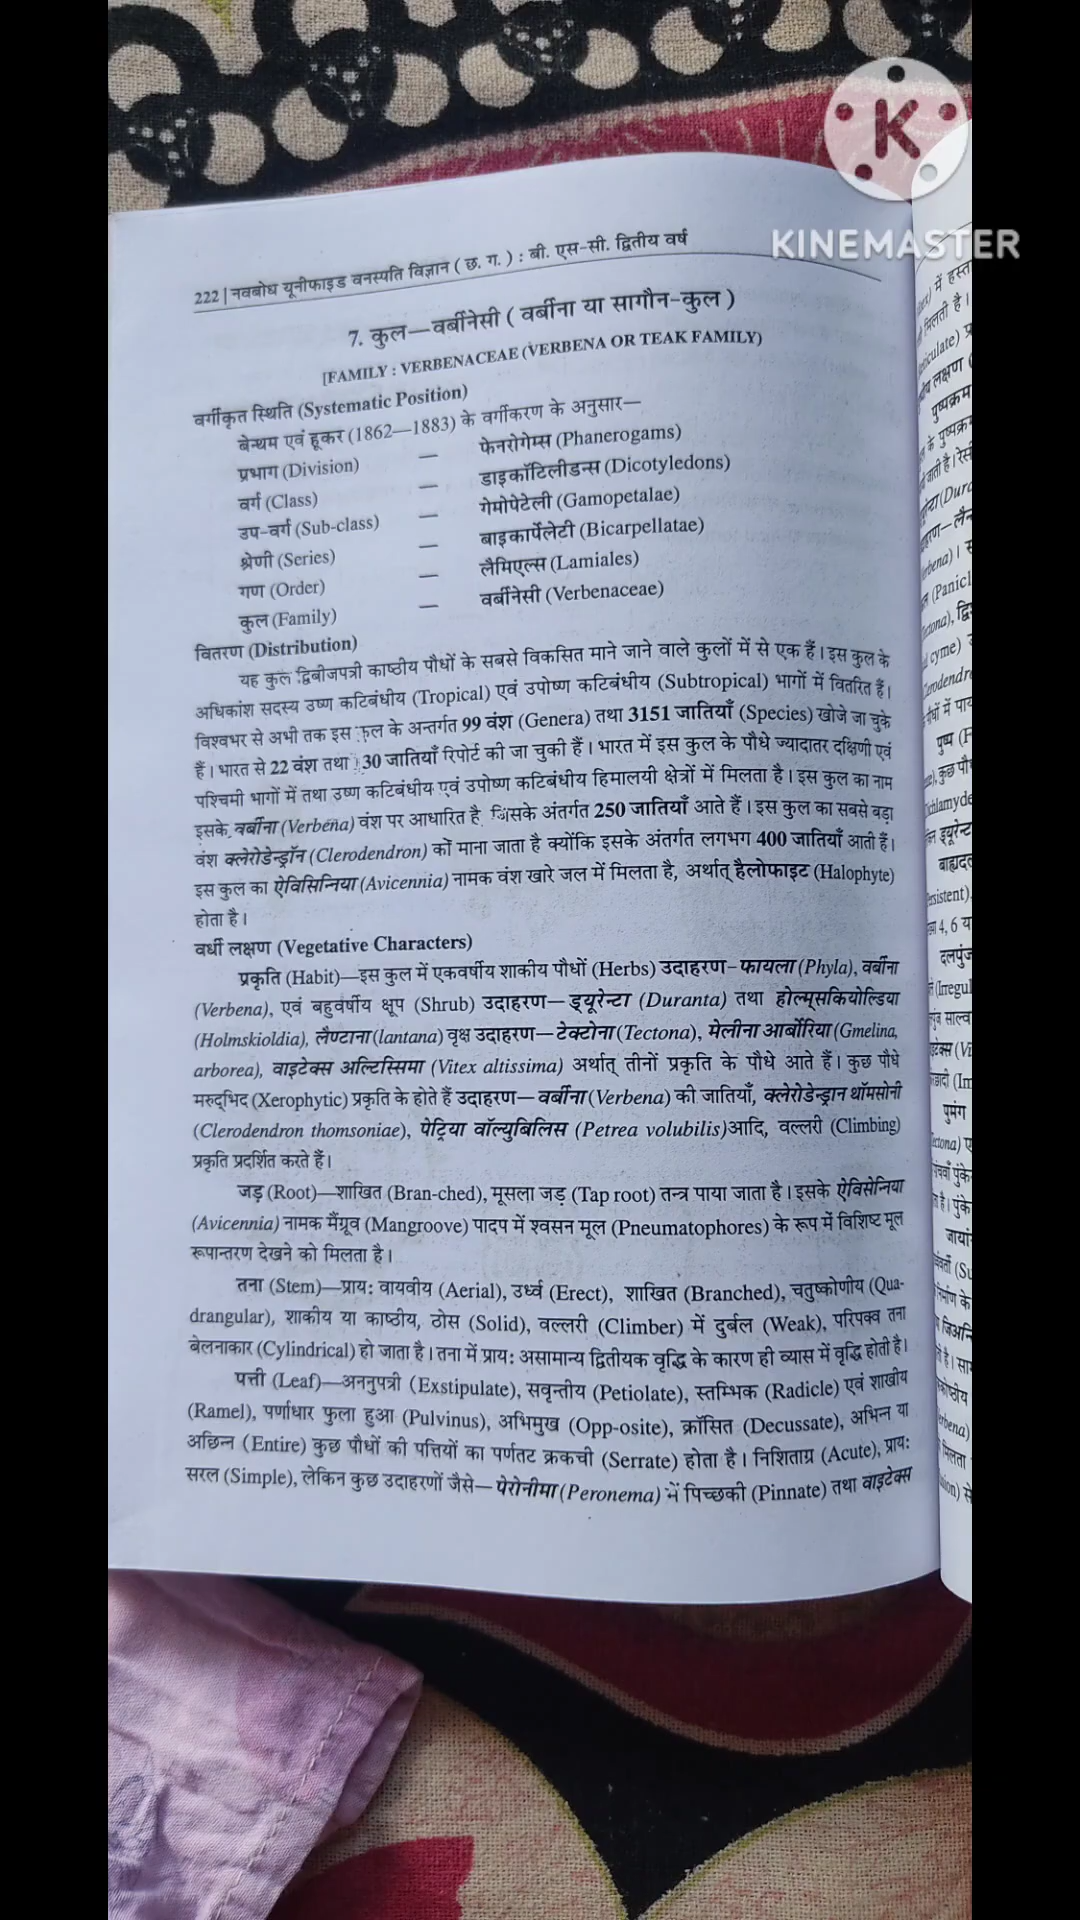 K
KINEMASTER
222 | नवबोध यूनीफाइड वनस्पति विज्ञान ( छ. ग. ) : बी. एस-सी. द्वितीय वर्ष
7. कुल—वर्बीनेसी ( वर्बीना या सागौन-कुल )
[FAMILY : VERBENACEAE (VERBENA OR TEAK FAMILY)
वर्गीकृत स्थिति (Systematic Position)
बेन्थम एवं हूकर (1862—1883) के वर्गीकरण के अनुसार—
प्रभाग (Division) — फेनरोगेम्स (Phanerogams)
वर्ग (Class) — डाइकॉटिलीडन्स (Dicotyledons)
उप-वर्ग (Sub-class) — गेमोपेटेली (Gamopetalae)
श्रेणी (Series) — बाइकार्पेलेटी (Bicarpellatae)
गण (Order) — लैमिएल्स (Lamiales)
कुल (Family) — वर्बीनेसी (Verbenaceae)
वितरण (Distribution)
यह कुल द्विबीजपत्री काष्ठीय पौधों के सबसे विकसित माने जाने वाले कुलों में से एक हैं। इस कुल के
अधिकांश सदस्य उष्ण कटिबंधीय (Tropical) एवं उपोष्ण कटिबंधीय (Subtropical) भागों में वितरित हैं।
विश्वभर से अभी तक इस कुल के अन्तर्गत 99 वंश (Genera) तथा 3151 जातियाँ (Species) खोजे जा चुके
हैं। भारत से 22 वंश तथा 30 जातियाँ रिपोर्ट की जा चुकी हैं। भारत में इस कुल के पौधे ज्यादातर दक्षिणी एवं
पश्चिमी भागों में तथा उष्ण कटिबंधीय एवं उपोष्ण कटिबंधीय हिमालयी क्षेत्रों में मिलता है। इस कुल का नाम
इसके वर्बीना (Verbena) वंश पर आधारित है जिसके अंतर्गत 250 जातियाँ आते हैं। इस कुल का सबसे बड़ा
वंश क्लेरोडेन्ड्रॉन (Clerodendron) को माना जाता है क्योंकि इसके अंतर्गत लगभग 400 जातियाँ आती हैं।
इस कुल का ऐविसिन्निया (Avicennia) नामक वंश खारे जल में मिलता है, अर्थात् हैलोफाइट (Halophyte)
होता है।
वर्धी लक्षण (Vegetative Characters)
प्रकृति (Habit)—इस कुल में एकवर्षीय शाकीय पौधों (Herbs) उदाहरण- फायला (Phyla), वर्बीना
(Verbena), एवं बहुवर्षीय क्षूप (Shrub) उदाहरण— ड्यूरेन्टा (Duranta) तथा होल्म्सकियोल्डिया
(Holmskioldia), लैण्टाना (lantana) वृक्ष उदाहरण— टेक्टोना (Tectona), मेलीना आर्बोरिया (Gmelina,
arborea), वाइटेक्स अल्टिस्सिमा (Vitex altissima) अर्थात् तीनों प्रकृति के पौधे आते हैं। कुछ पौधे
मरुद्भिद (Xerophytic) प्रकृति के होते हैं उदाहरण— वर्बीना (Verbena) की जातियाँ, क्लेरोडेन्ड्रान थॉमसोनी
(Clerodendron thomsoniae), पेट्रिया वॉल्युबिलिस (Petrea volubilis)आदि, वल्लरी (Climbing)
प्रकृति प्रदर्शित करते हैं।
जड़ (Root)—शाखित (Bran-ched), मूसला जड़ (Tap root) तन्त्र पाया जाता है। इसके ऐविसेन्निया
(Avicennia) नामक मैंग्रूव (Mangroove) पादप में श्वसन मूल (Pneumatophores) के रूप में विशिष्ट मूल
रूपान्तरण देखने को मिलता है।
तना (Stem)—प्राय: वायवीय (Aerial), उर्ध्व (Erect), शाखित (Branched), चतुष्कोणीय (Qua-
drangular), शाकीय या काष्ठीय, ठोस (Solid), वल्लरी (Climber) में दुर्बल (Weak), परिपक्व तना
बेलनाकार (Cylindrical) हो जाता है। तना में प्राय: असामान्य द्वितीयक वृद्धि के कारण ही व्यास में वृद्धि होती है।
पत्ती (Leaf)—अननुपत्री (Exstipulate), सवृन्तीय (Petiolate), स्तम्भिक (Radicle) एवं शाखीय
(Ramel), पर्णाधार फुला हुआ (Pulvinus), अभिमुख (Opp-osite), क्रॉसित (Decussate), अभिन्न या
अछिन्न (Entire) कुछ पौधों की पत्तियों का पर्णतट क्रकची (Serrate) होता है। निशिताग्र (Acute), प्राय:
सरल (Simple), लेकिन कुछ उदाहरणों जैसे— पेरोनीमा (Peronema) में पिच्छकी (Pinnate) तथा वाइटेक्स